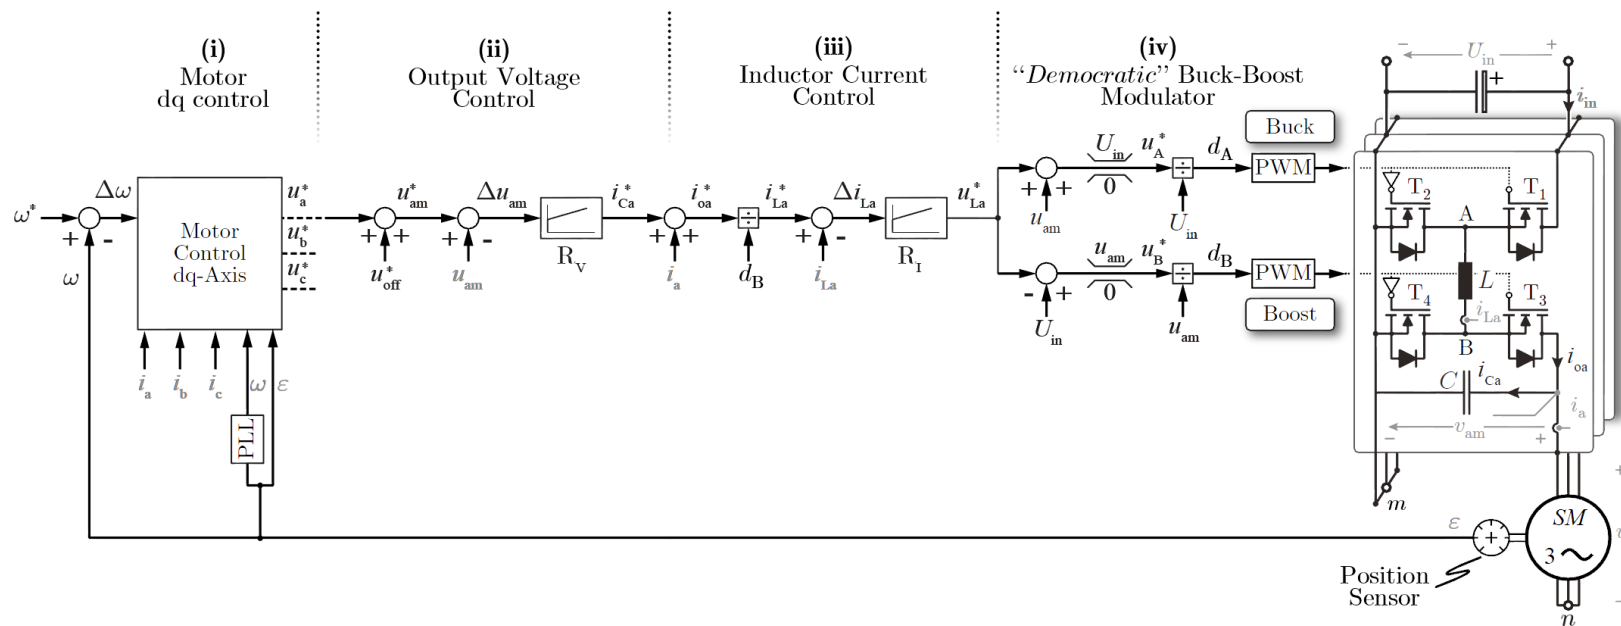 (i)
Motor
dq control
(ii)
Output Voltage
Control
(iii)
Inductor Current
Control
(iv)
“Democratic” Buck-Boost
Modulator
ω*
+
-
Δω
ω
Motor
Control
dq-Axis
u*a
u*b
u*c
ia
ib
ic
ω
ε
PLL
+
+
uoff
u*am
+
-
uam
Δuam
RV
i*Ca
+
+
ia
i*oa
÷
dB
i*La
+
-
iLa
ΔiLa
RI
u*La
+
+
uam
Uin
0
u*A
÷
Uin
dA
Buck
PWM
-
+
Uin
uam
0
u*B
÷
uam
dB
PWM
Boost
- Uin +
+
iin
T2
T1
A
L
T4
T3
iLa
B
C
iCa
ioa
ia
- vam +
m
ε
+
SM
3 ~
Position
Sensor
n
+
-